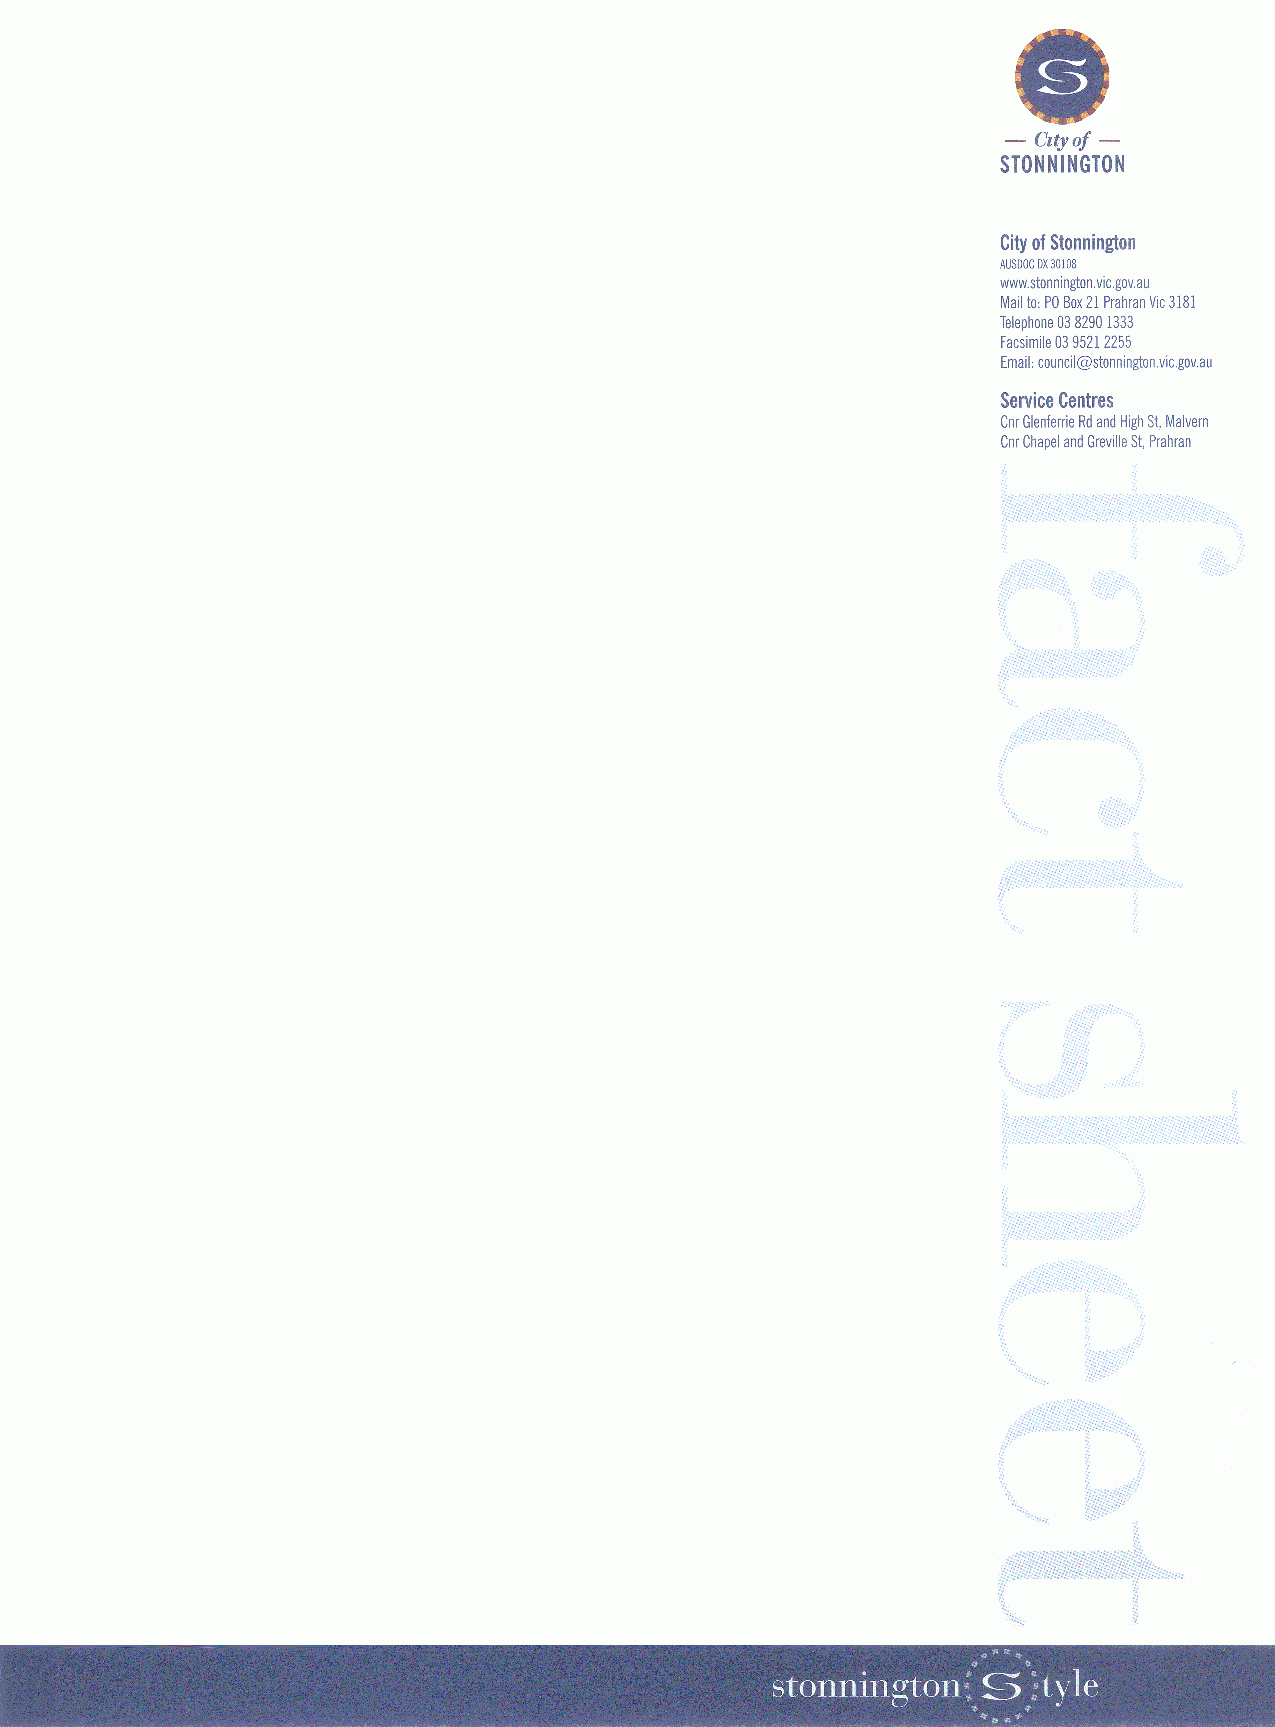 S
City of
STONNINGTON
City of Stonnington
AUSDOC DX 30108
www.stonnington.vic.gov.au
Mail to: PO Box 21 Prahran Vic 3181
Telephone 03 8290 1333
Facsimile 03 9521 2255
Email: council@stonnington.vic.gov.au
Service Centres
Cnr Glenferrie Rd and High St, Malvern
Cnr Chapel and Greville St, Prahran
fact sheet
stonnington Style